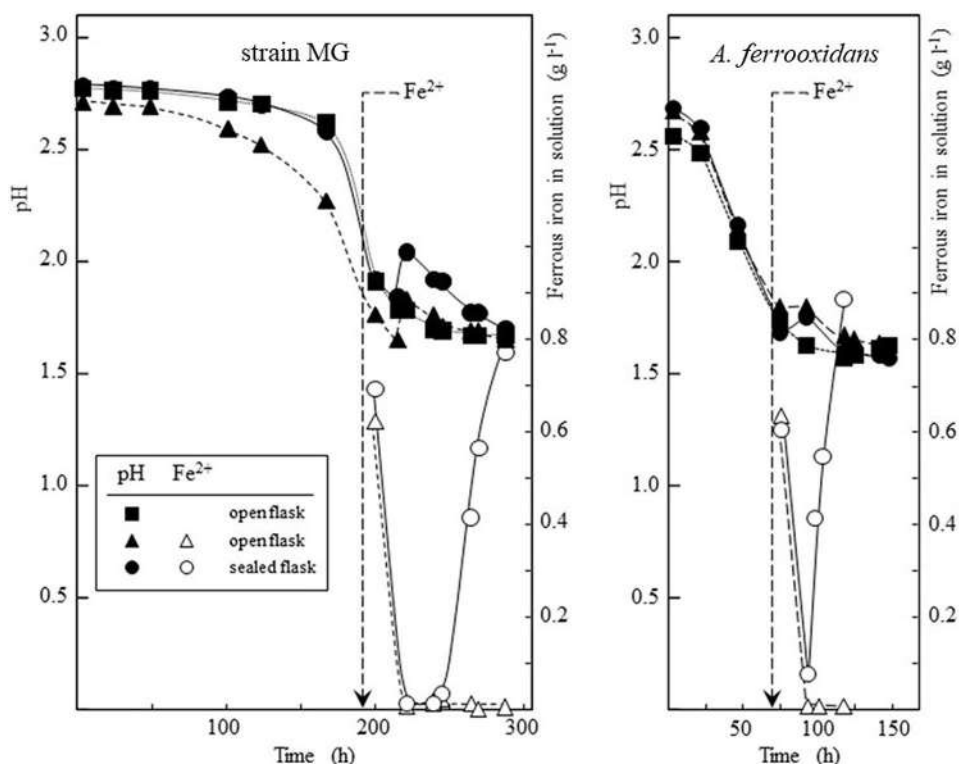 strain MG
3.0
2.5
2.0
1.5
1.0
0.5
pH
Fe²⁺
Ferrous iron in solution (g l⁻¹)
0.8
0.6
0.4
0.2
pH Fe²⁺
open flask
open flask
sealed flask
100
200
300
Time (h)
A. ferrooxidans
3.0
2.5
2.0
1.5
1.0
0.5
pH
Fe²⁺
Ferrous iron in solution (g l⁻¹)
0.8
0.6
0.4
0.2
50
100
150
Time (h)